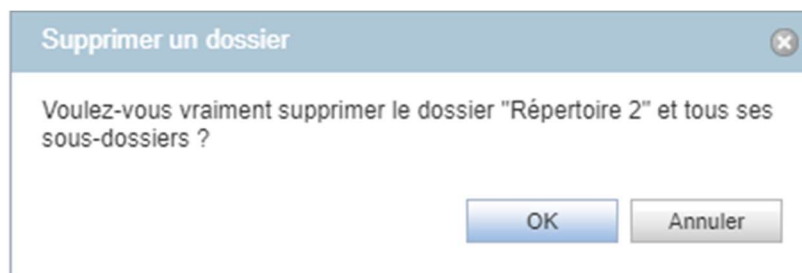 Supprimer un dossier
Voulez-vous vraiment supprimer le dossier "Répertoire 2" et tous ses
sous-dossiers ?
OK
Annuler